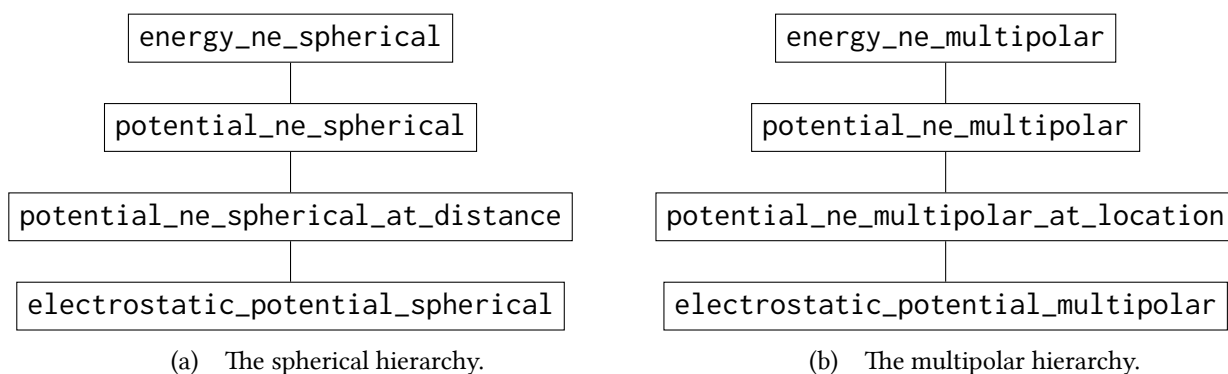 energy_ne_spherical
potential_ne_spherical
potential_ne_spherical_at_distance
electrostatic_potential_spherical
(a) The spherical hierarchy.
energy_ne_multipolar
potential_ne_multipolar
potential_ne_multipolar_at_location
electrostatic_potential_multipolar
(b) The multipolar hierarchy.